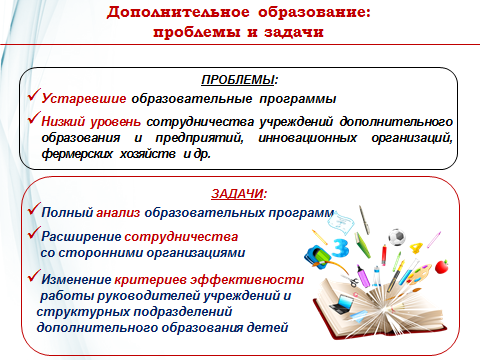 Дополнительное образование:
проблемы и задачи
ПРОБЛЕМЫ:
Устаревшие образовательные программы
Низкий уровень сотрудничества учреждений дополнительного
образования и предприятий, инновационных организаций,
фермерских хозяйств и др.
ЗАДАЧИ:
Полный анализ образовательных программ
Расширение сотрудничества
со сторонними организациями
Изменение критериев эффективности
работы руководителей учреждений и
структурных подразделений
дополнительного образования детей
3
4